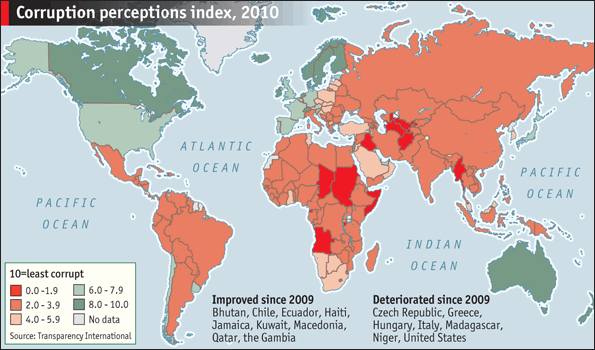 Corruption perceptions index, 2010
ATLANTIC
OCEAN
PACIFIC
OCEAN
PACIFIC
OCEAN
INDIAN
OCEAN
10=least corrupt
0.0 - 1.9
2.0 - 3.9
4.0 - 5.9
6.0 - 7.9
8.0 - 10.0
No data
Source: Transparency International
Improved since 2009
Bhutan, Chile, Ecuador, Haiti,
Jamaica, Kuwait, Macedonia,
Qatar, the Gambia
Deteriorated since 2009
Czech Republic, Greece,
Hungary, Italy, Madagascar,
Niger, United States